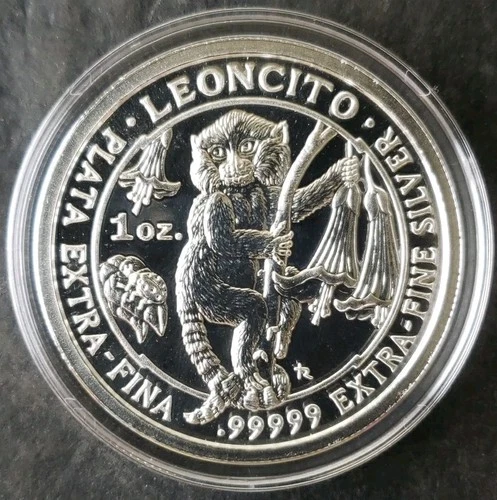 · LEONCITO ·
PLATA EXTRA-FINA
.99999 EXTRA-FINE SILVER
1 oz.